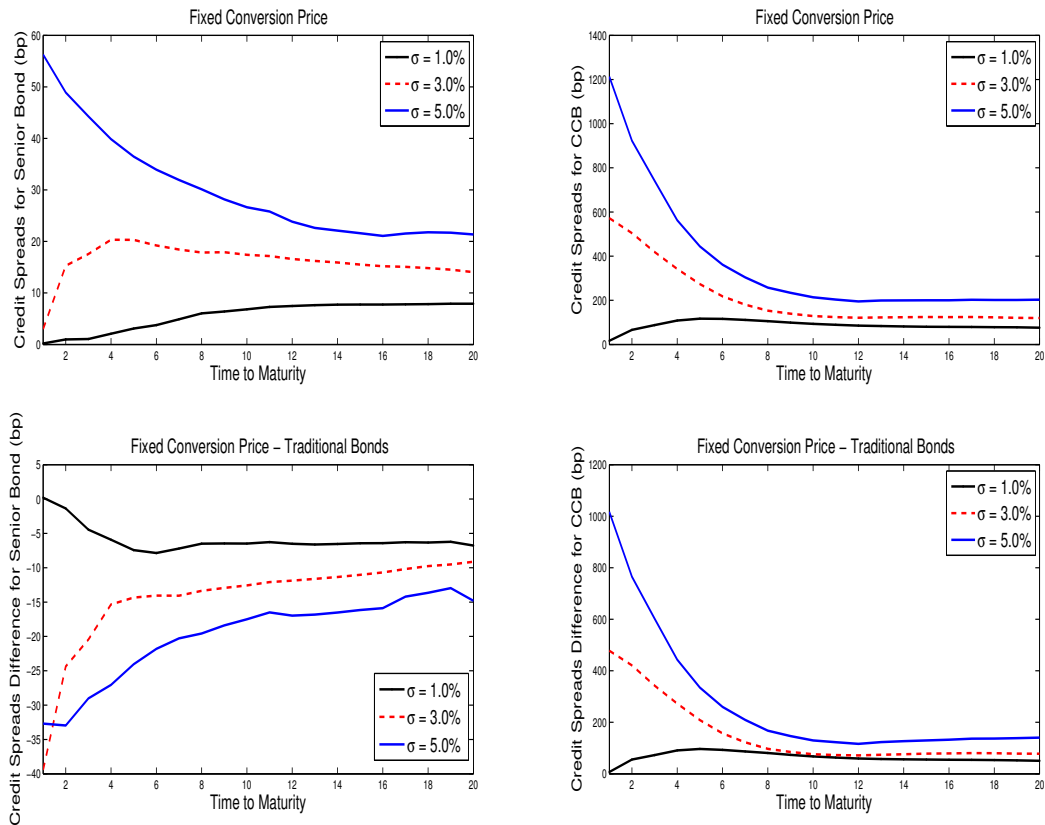 Fixed Conversion Price
Credit Spreads for Senior Bond (bp)
60
50
40
30
20
10
0
2 4 6 8 10 12 14 16 18 20
Time to Maturity
σ = 1.0%
σ = 3.0%
σ = 5.0%
Fixed Conversion Price
Credit Spreads for CCB (bp)
1400
1200
1000
800
600
400
200
0
2 4 6 8 10 12 14 16 18 20
Time to Maturity
σ = 1.0%
σ = 3.0%
σ = 5.0%
Fixed Conversion Price − Traditional Bonds
Credit Spreads Difference for Senior Bond (bp)
5
0
−5
−10
−15
−20
−25
−30
−35
−40
2 4 6 8 10 12 14 16 18 20
Time to Maturity
σ = 1.0%
σ = 3.0%
σ = 5.0%
Fixed Conversion Price − Traditional Bonds
Credit Spreads Difference for CCB (bp)
1200
1000
800
600
400
200
0
2 4 6 8 10 12 14 16 18 20
Time to Maturity
σ = 1.0%
σ = 3.0%
σ = 5.0%